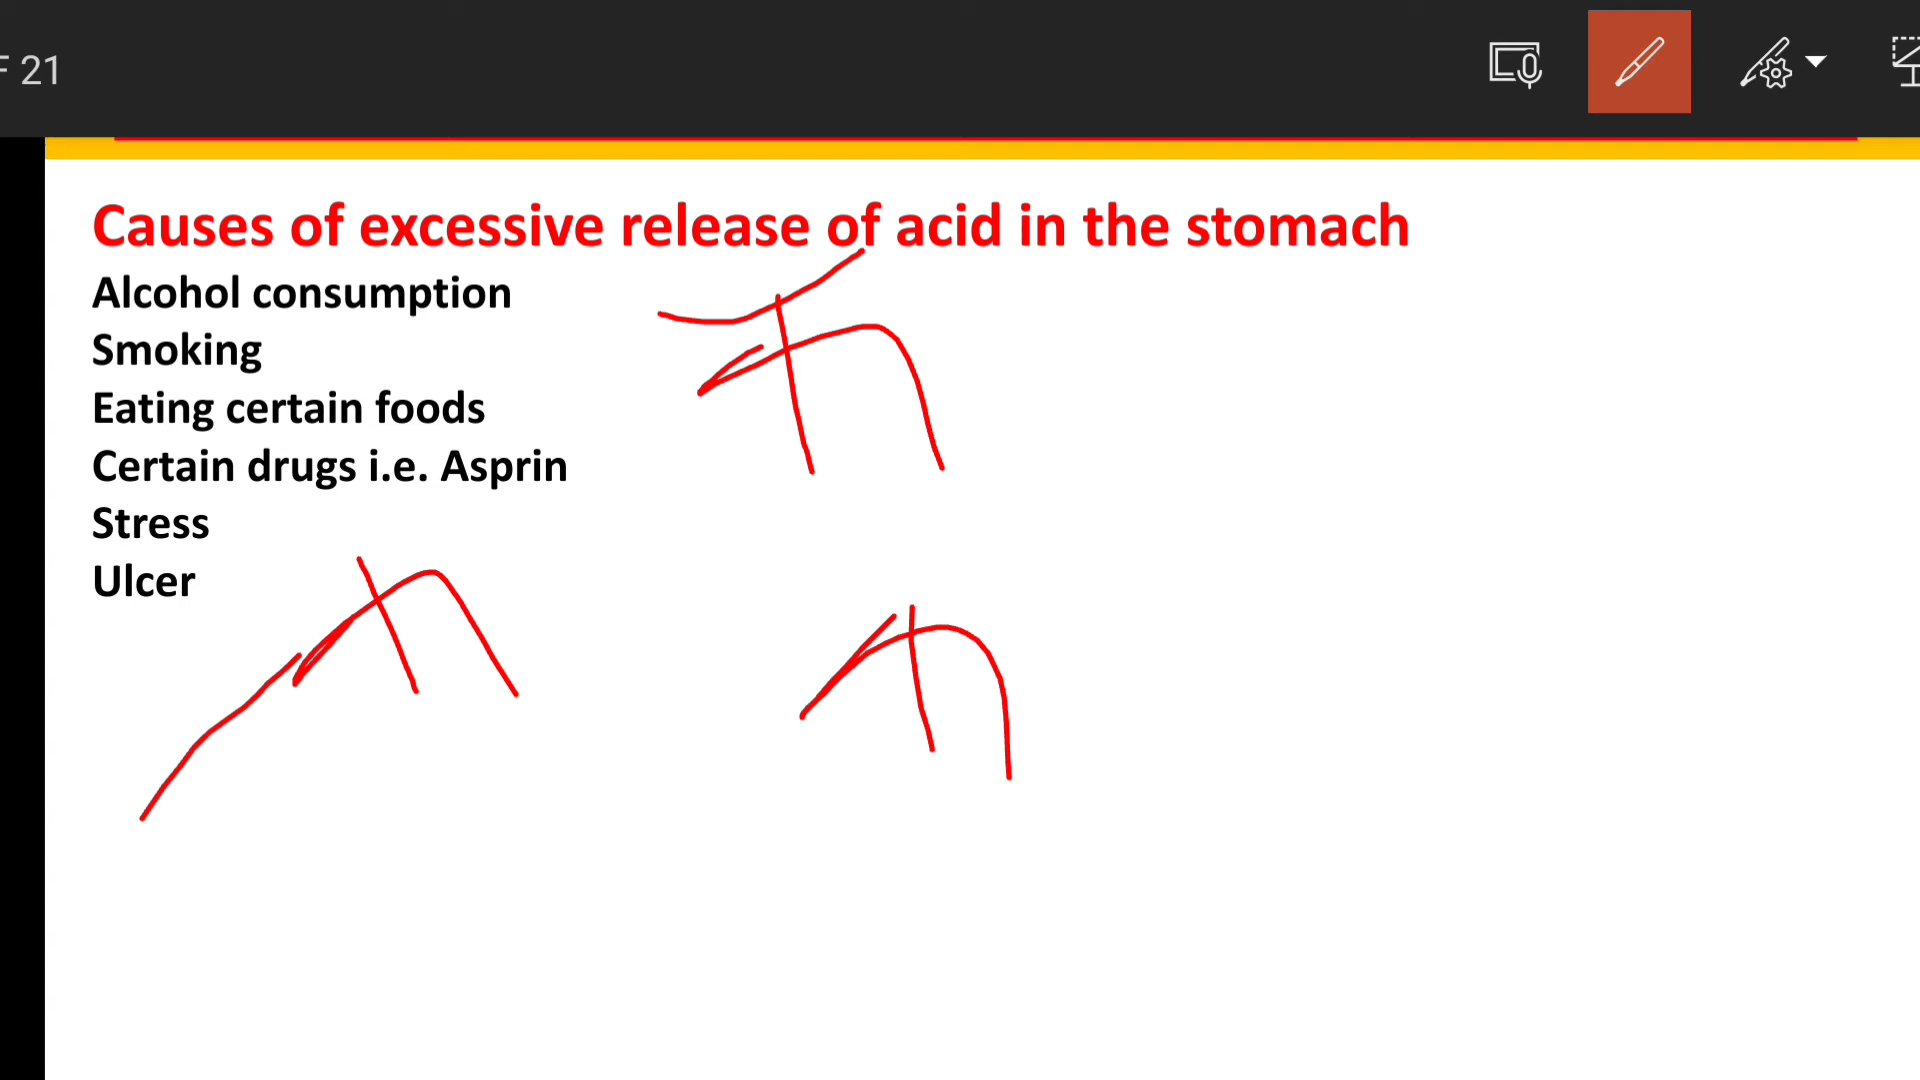 F 21
Causes of excessive release of acid in the stomach
Alcohol consumption
Smoking
Eating certain foods
Certain drugs i.e. Asprin
Stress
Ulcer